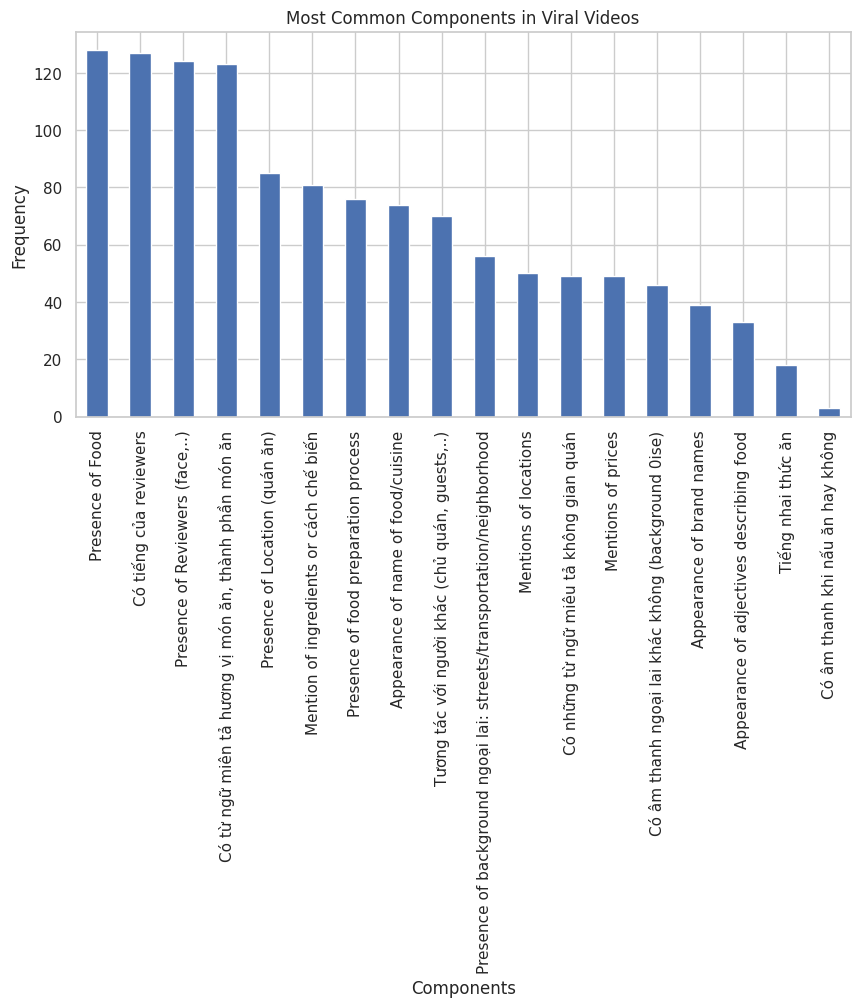 Most Common Components in Viral Videos
Frequency
120
100
80
60
40
20
0
Presence of Food
Có tiếng của reviewers
Presence of Reviewers (face,..)
Có từ ngữ miên tả hương vị món ăn, thành phần món ăn
Presence of Location (quán ăn)
Mention of ingredients or cách chế biến
Presence of food preparation process
Appearance of name of food/cuisine
Tương tác với người khác (chủ quán, guests,..)
Presence of background ngoại lai: streets/transportation/neighborhood
Mentions of locations
Có những từ ngữ miêu tả không gian quán
Mentions of prices
Có âm thanh ngoại lai khác không (background 0ise)
Appearance of brand names
Appearance of adjectives describing food
Tiếng nhai thức ăn
Có âm thanh khi nấu ăn hay không
Components